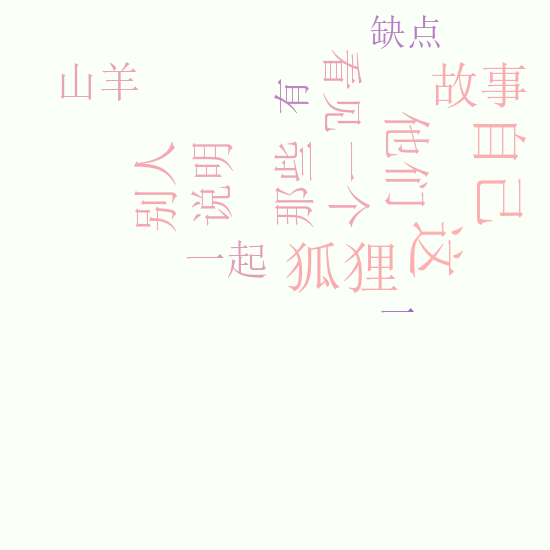 缺点
山羊
故事
看见
有
自己
他们
别人
说明
那些
一个
这
一起
狐狸
一